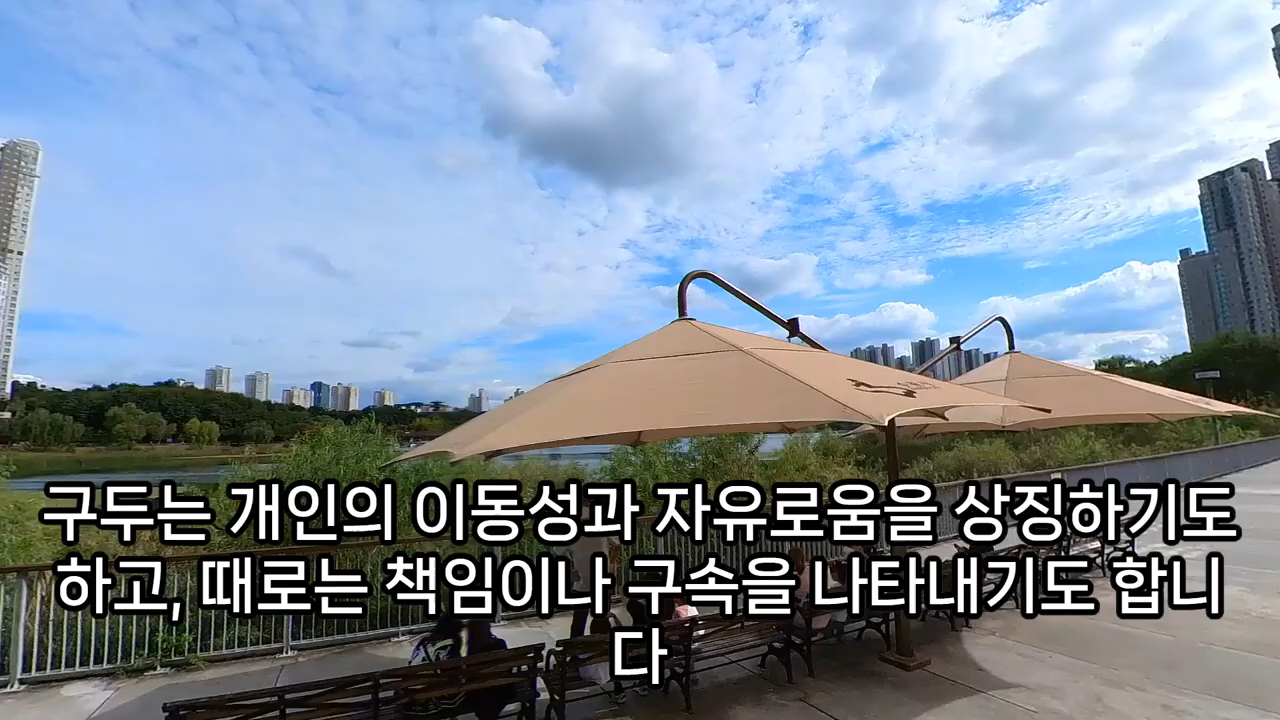 구두는 개인의 이동성과 자유로움을 상징하기도
하고, 때로는 책임이나 구속을 나타내기도 합니
다